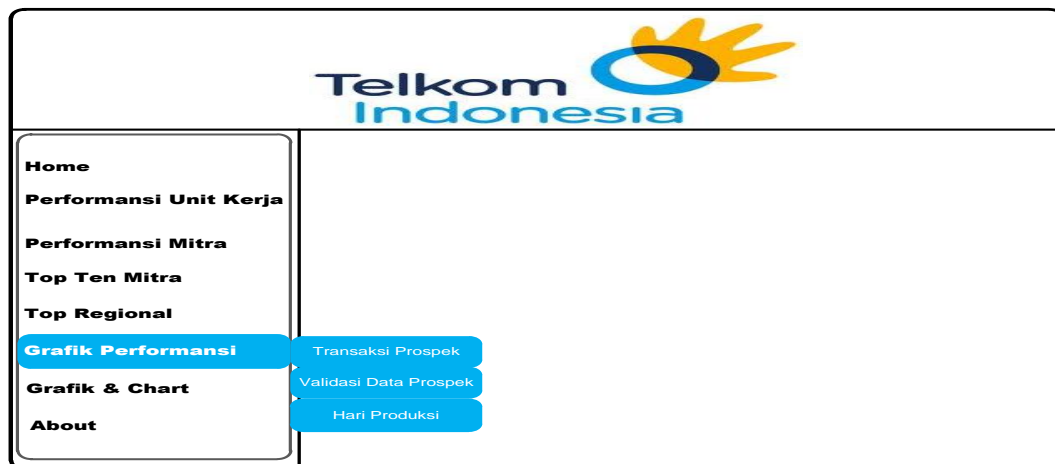 Telkom
Indonesia
Home
Performansi Unit Kerja
Performansi Mitra
Top Ten Mitra
Top Regional
Grafik Performansi
Transaksi Prospek
Validasi Data Prospek
Grafik & Chart
Hari Produksi
About